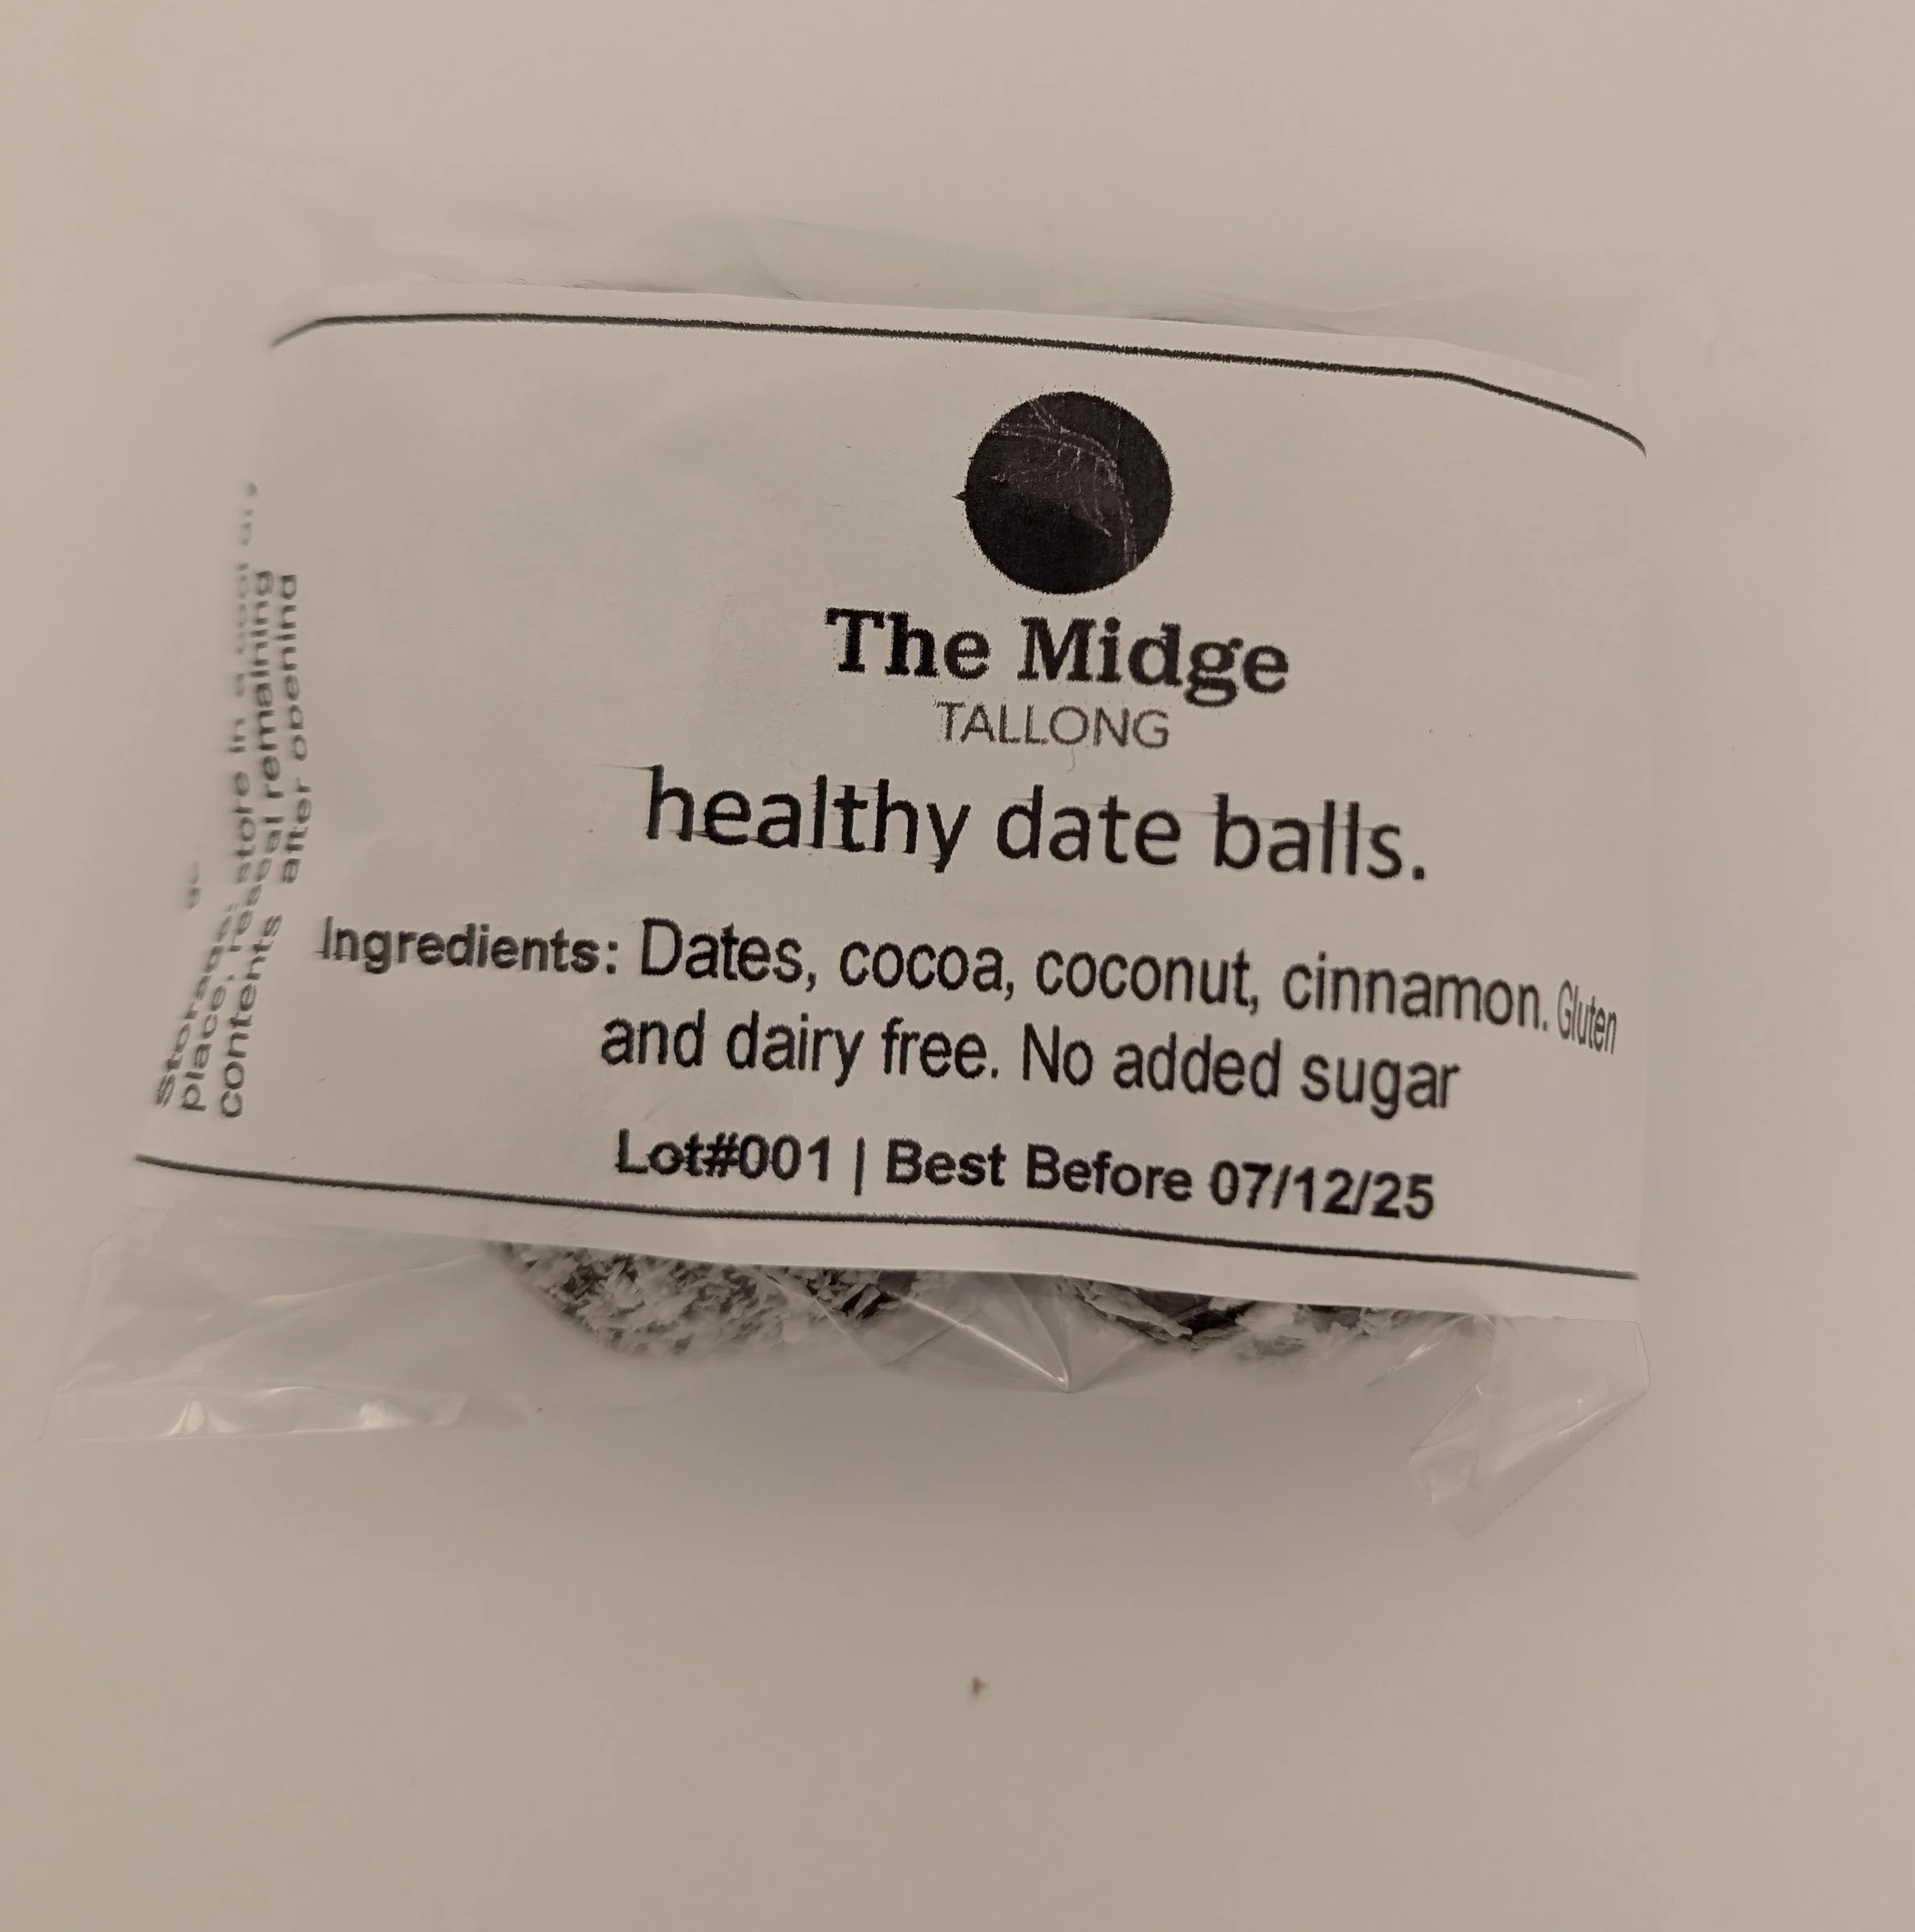 The Midge
TALLONG
healthy date balls.
Ingredients: Dates, cocoa, coconut, cinnamon. Gluten
and dairy free. No added sugar
Lot#001 | Best Before 07/12/25
Storage: store in a cool
place, reseal remaining
contents after opening